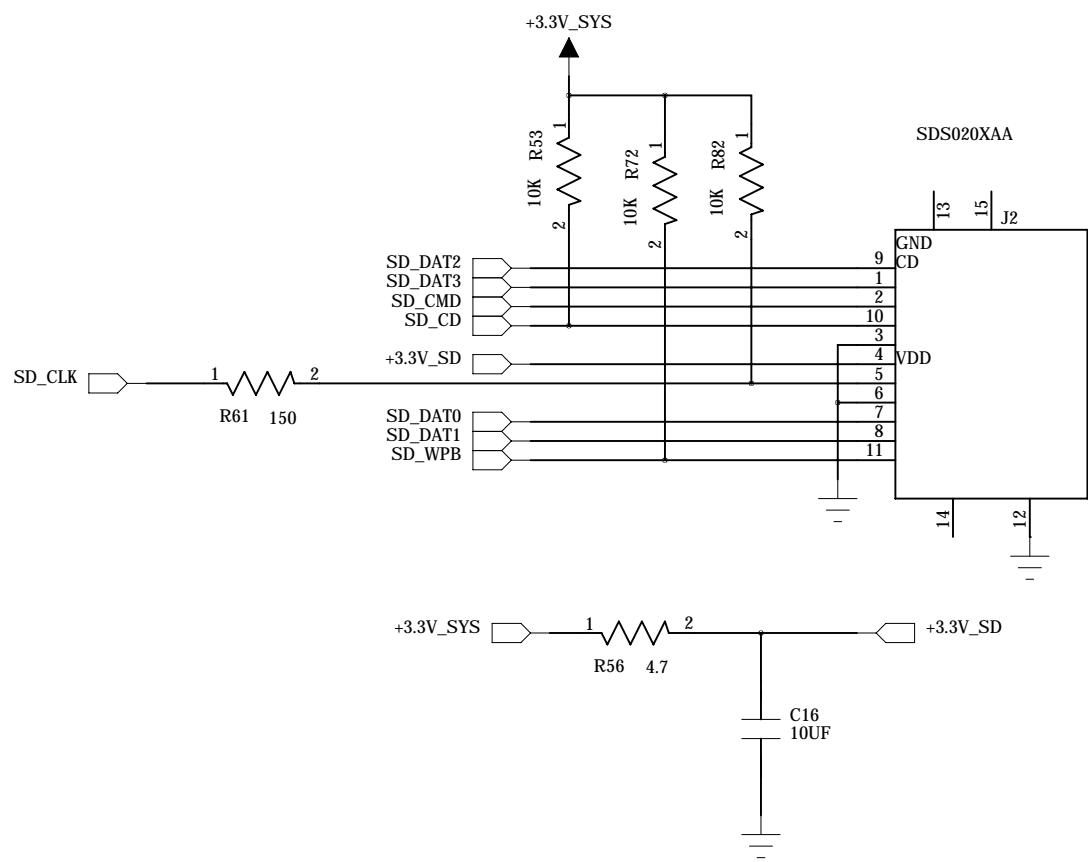 +3.3V_SYS
1 R53 10K 2
1 R72 10K 2
1 R82 10K 2
SDS020XAA
13
15
J2
GND
SD_DAT2 9 CD
SD_DAT3 1
SD_CMD 2
SD_CD 10
3
+3.3V_SD 4 VDD
SD_CLK 1 2 5
R61 150
6
SD_DAT0 7
SD_DAT1 8
SD_WPB 11
14
12
+3.3V_SYS 1 2 +3.3V_SD
R56 4.7
C16
10UF